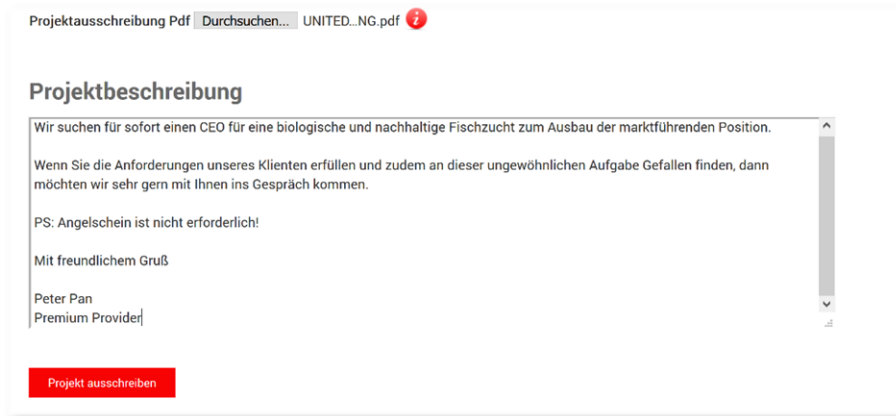 Projektausschreibung Pdf Durchsuchen... UNITED...NG.pdf i
Projektbeschreibung
Wir suchen für sofort einen CEO für eine biologische und nachhaltige Fischzucht zum Ausbau der marktführenden Position.
Wenn Sie die Anforderungen unseres Klienten erfüllen und zudem an dieser ungewöhnlichen Aufgabe Gefallen finden, dann
möchten wir sehr gern mit Ihnen ins Gespräch kommen.
PS: Angelschein ist nicht erforderlich!
Mit freundlichem Gruß
Peter Pan
Premium Provider
Projekt ausschreiben